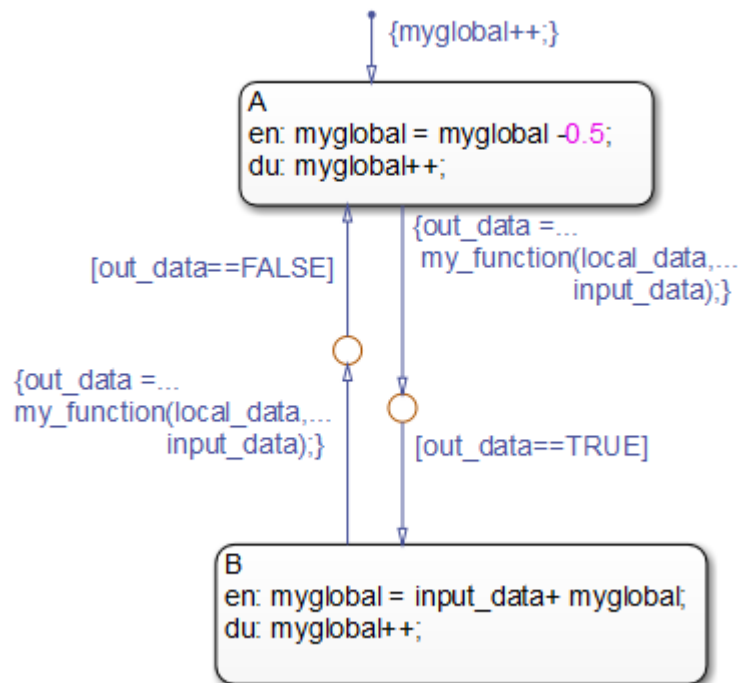 {myglobal++;}
A
en: myglobal = myglobal -0.5;
du: myglobal++;
{out_data =...
my_function(local_data,...
input_data);}
[out_data==FALSE]
{out_data =...
my_function(local_data,...
input_data);}
[out_data==TRUE]
B
en: myglobal = input_data+ myglobal;
du: myglobal++;